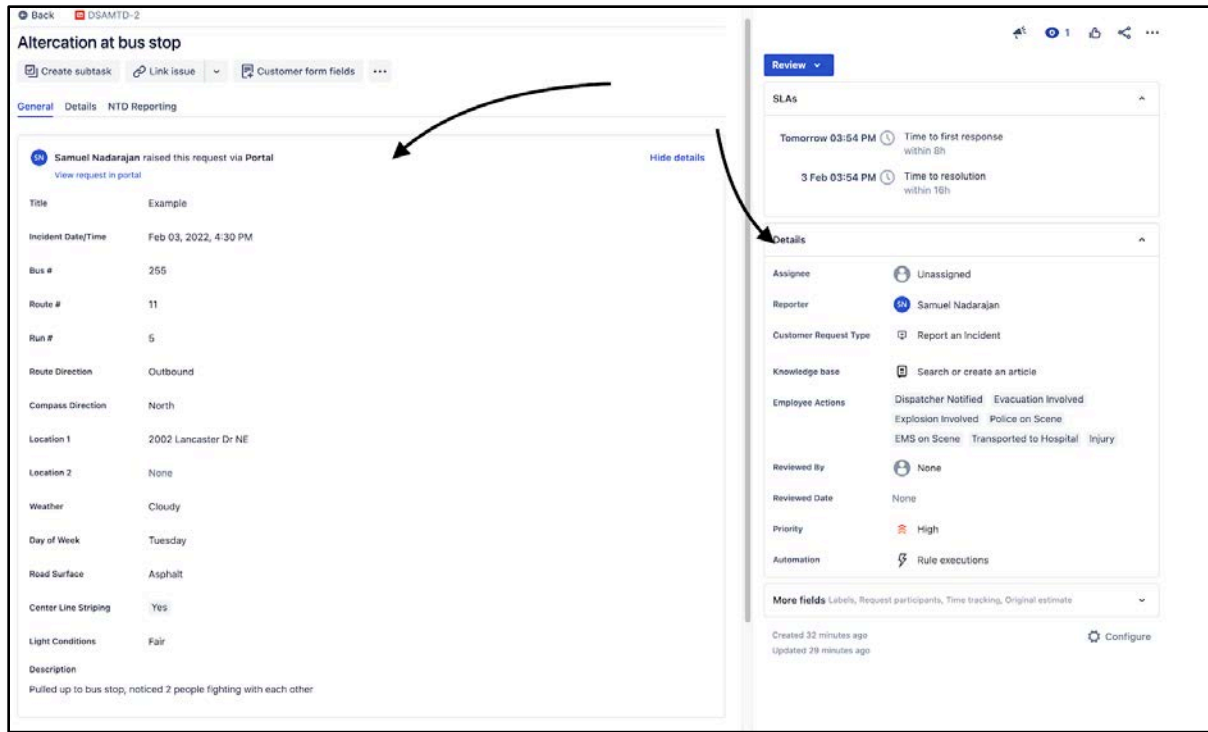 Back DSAMTD-2
Altercation at bus stop
Create subtask Link issue Customer form fields
General Details NTD Reporting
SN Samuel Nadarajan raised this request via Portal Hide details
View request in portal
Title Example
Incident Date/Time Feb 03, 2022, 4:30 PM
Bus # 255
Route # 11
Run # 5
Route Direction Outbound
Compass Direction North
Location 1 2002 Lancaster Dr NE
Location 2 None
Weather Cloudy
Day of Week Tuesday
Road Surface Asphalt
Center Line Striping Yes
Light Conditions Fair
Description
Pulled up to bus stop, noticed 2 people fighting with each other
1
Review
SLAs
Tomorrow 03:54 PM Time to first response
within 8h
3 Feb 03:54 PM Time to resolution
within 16h
Details
Assignee Unassigned
Reporter SN Samuel Nadarajan
Customer Request Type Report an Incident
Knowledge base Search or create an article
Employee Actions Dispatcher Notified Evacuation Involved
Explosion Involved Police on Scene
EMS on Scene Transported to Hospital Injury
Reviewed By None
Reviewed Date None
Priority High
Automation Rule executions
More fields Labels, Request participants, Time tracking, Original estimate
Created 32 minutes ago Configure
Updated 29 minutes ago